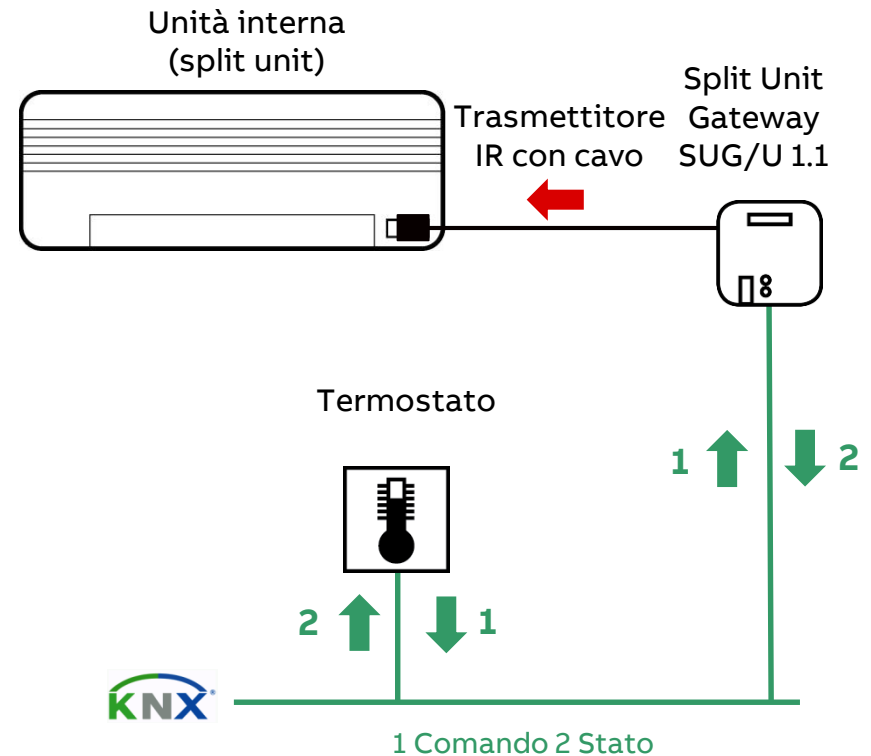 Unità interna
(split unit)
Split Unit
Gateway
SUG/U 1.1
Trasmettitore
IR con cavo
Termostato
1
2
2
1
KNX
1 Comando 2 Stato